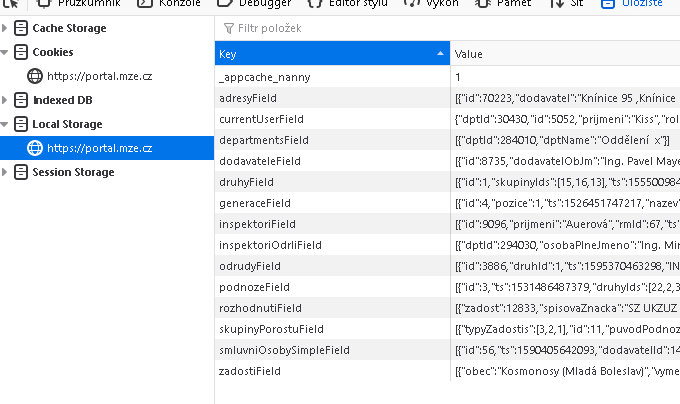 Průzkumník Konzole Debugger Editor stylů Výkon Paměť Síť Úložiště
Cache Storage
Cookies
https://portal.mze.cz
Indexed DB
Local Storage
https://portal.mze.cz
Session Storage
Filtr položek
Key Value
_appcache_nanny 1
adresyField [{"id":70223,"dodavatel":"Knínice 95 ,Knínice
currentUserField {"dptId":30430,"id":5052,"prijmeni":"Kiss","rol
departmentsField [{"dptId":284010,"dptName":"Oddělení x"}]
dodavateleField [{"id":8735,"dodavatelObJm":"Ing. Pavel Maye
druhyField [{"id":1,"skupinyIds":[15,16,13],"ts":155500984
generaceField [{"id":4,"pozice":1,"ts":1526451747217,"nazev"
inspektoriField [{"id":9096,"prijmeni":"Auerová","rmId":67,"ts"
inspektoriOdrliField [{"dptId":294030,"osobaPlneJmeno":"Ing. Mir
odrudyField [{"id":3886,"druhId":1,"ts":1595370463298,"IN
podnozeField [{"id":3,"ts":1531486487379,"druhyIds":[22,2,3
rozhodnutiField [{"zadost":12833,"spisovaZnacka":"SZ UKZUZ
skupinyPorostuField [{"typyZadostis":[3,2,1],"id":11,"puvodPodnoz
smluvniOsobySimpleField [{"id":56,"ts":1590405642093,"dodavatelId":14
zadostiField [{"obec":"Kosmonosy (Mladá Boleslav)","vyme